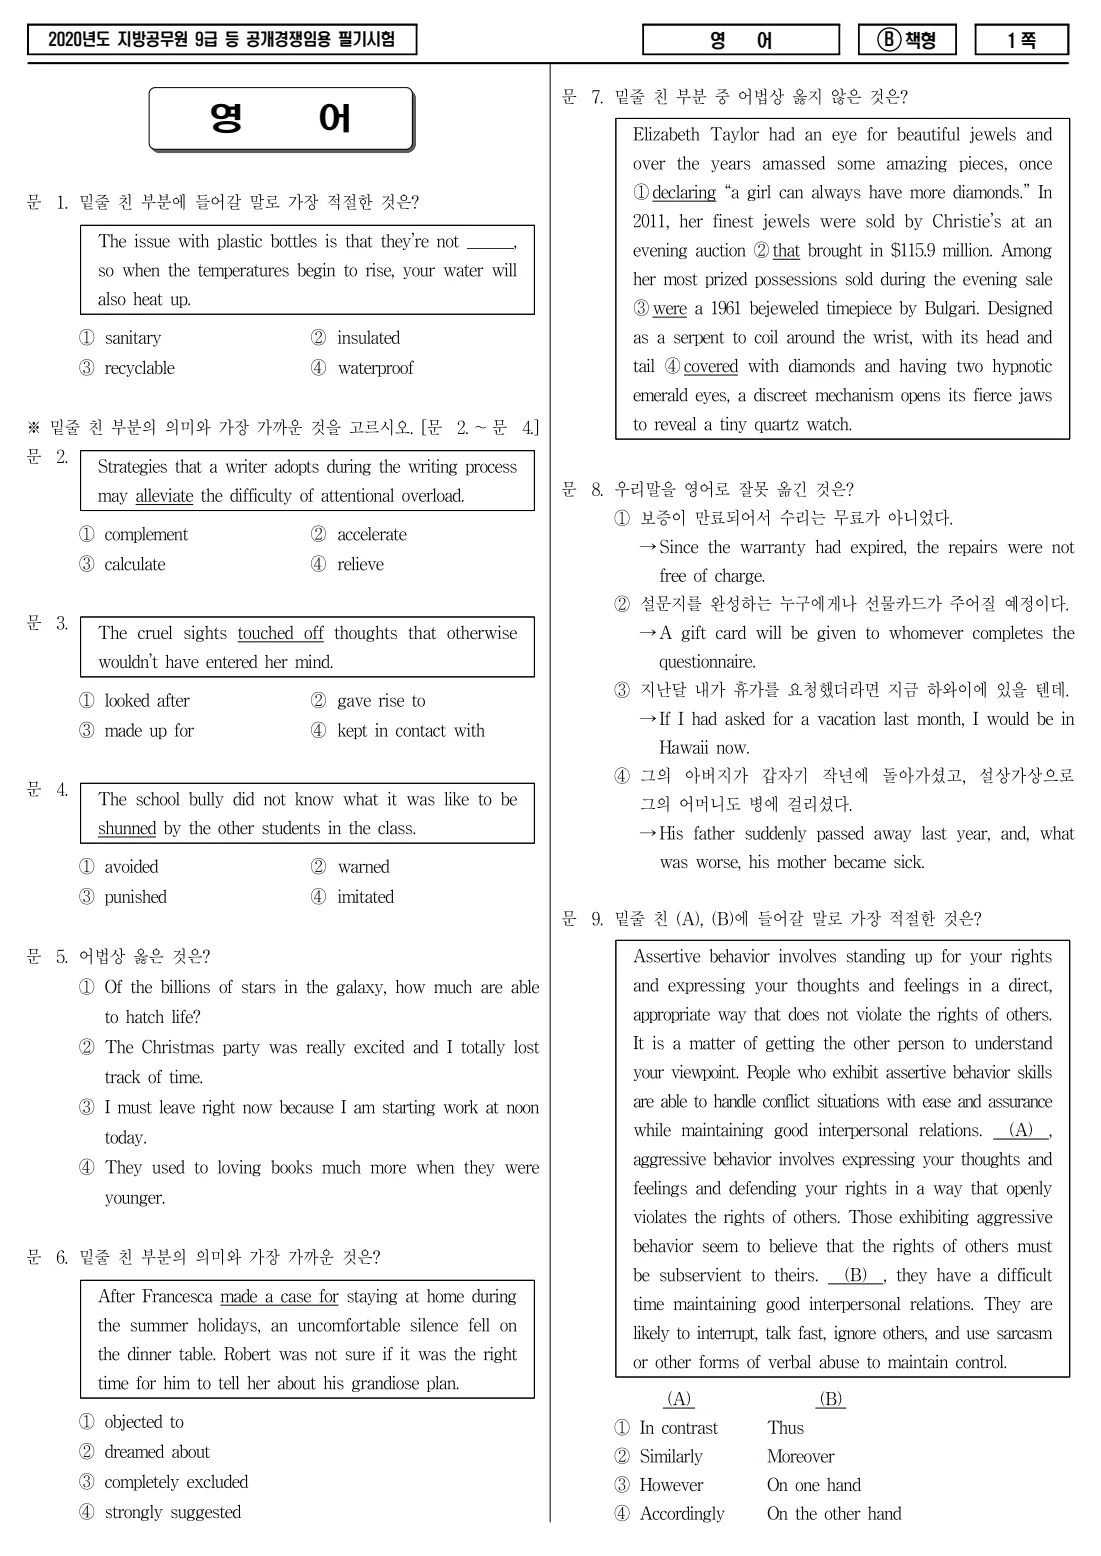 2020년도 지방공무원 9급 등 공개경쟁임용 필기시험
영 어
Ⓑ 책형
1 쪽
영 어
문 1. 밑줄 친 부분에 들어갈 말로 가장 적절한 것은?
The issue with plastic bottles is that they're not _____,
so when the temperatures begin to rise, your water will
also heat up.
① sanitary ② insulated
③ recyclable ④ waterproof
※ 밑줄 친 부분의 의미와 가장 가까운 것을 고르시오. [문 2. ~ 문 4.]
문 2.
Strategies that a writer adopts during the writing process
may alleviate the difficulty of attentional overload.
① complement ② accelerate
③ calculate ④ relieve
문 3.
The cruel sights touched off thoughts that otherwise
wouldn't have entered her mind.
① looked after ② gave rise to
③ made up for ④ kept in contact with
문 4.
The school bully did not know what it was like to be
shunned by the other students in the class.
① avoided ② warned
③ punished ④ imitated
문 5. 어법상 옳은 것은?
① Of the billions of stars in the galaxy, how much are able
to hatch life?
② The Christmas party was really excited and I totally lost
track of time.
③ I must leave right now because I am starting work at noon
today.
④ They used to loving books much more when they were
younger.
문 6. 밑줄 친 부분의 의미와 가장 가까운 것은?
After Francesca made a case for staying at home during
the summer holidays, an uncomfortable silence fell on
the dinner table. Robert was not sure if it was the right
time for him to tell her about his grandiose plan.
① objected to
② dreamed about
③ completely excluded
④ strongly suggested
문 7. 밑줄 친 부분 중 어법상 옳지 않은 것은?
Elizabeth Taylor had an eye for beautiful jewels and
over the years amassed some amazing pieces, once
① declaring “a girl can always have more diamonds.” In
2011, her finest jewels were sold by Christie's at an
evening auction ② that brought in $115.9 million. Among
her most prized possessions sold during the evening sale
③ were a 1961 bejeweled timepiece by Bulgari. Designed
as a serpent to coil around the wrist, with its head and
tail ④ covered with diamonds and having two hypnotic
emerald eyes, a discreet mechanism opens its fierce jaws
to reveal a tiny quartz watch.
문 8. 우리말을 영어로 잘못 옮긴 것은?
① 보증이 만료되어서 수리는 무료가 아니었다.
→ Since the warranty had expired, the repairs were not
free of charge.
② 설문지를 완성하는 누구에게나 선물카드가 주어질 예정이다.
→ A gift card will be given to whomever completes the
questionnaire.
③ 지난달 내가 휴가를 요청했더라면 지금 하와이에 있을 텐데.
→ If I had asked for a vacation last month, I would be in
Hawaii now.
④ 그의 아버지가 갑자기 작년에 돌아가셨고, 설상가상으로
그의 어머니도 병에 걸리셨다.
→ His father suddenly passed away last year, and, what
was worse, his mother became sick.
문 9. 밑줄 친 (A), (B)에 들어갈 말로 가장 적절한 것은?
Assertive behavior involves standing up for your rights
and expressing your thoughts and feelings in a direct,
appropriate way that does not violate the rights of others.
It is a matter of getting the other person to understand
your viewpoint. People who exhibit assertive behavior skills
are able to handle conflict situations with ease and assurance
while maintaining good interpersonal relations. (A) ,
aggressive behavior involves expressing your thoughts and
feelings and defending your rights in a way that openly
violates the rights of others. Those exhibiting aggressive
behavior seem to believe that the rights of others must
be subservient to theirs. (B) , they have a difficult
time maintaining good interpersonal relations. They are
likely to interrupt, talk fast, ignore others, and use sarcasm
or other forms of verbal abuse to maintain control.
(A) (B)
① In contrast Thus
② Similarly Moreover
③ However On one hand
④ Accordingly On the other hand